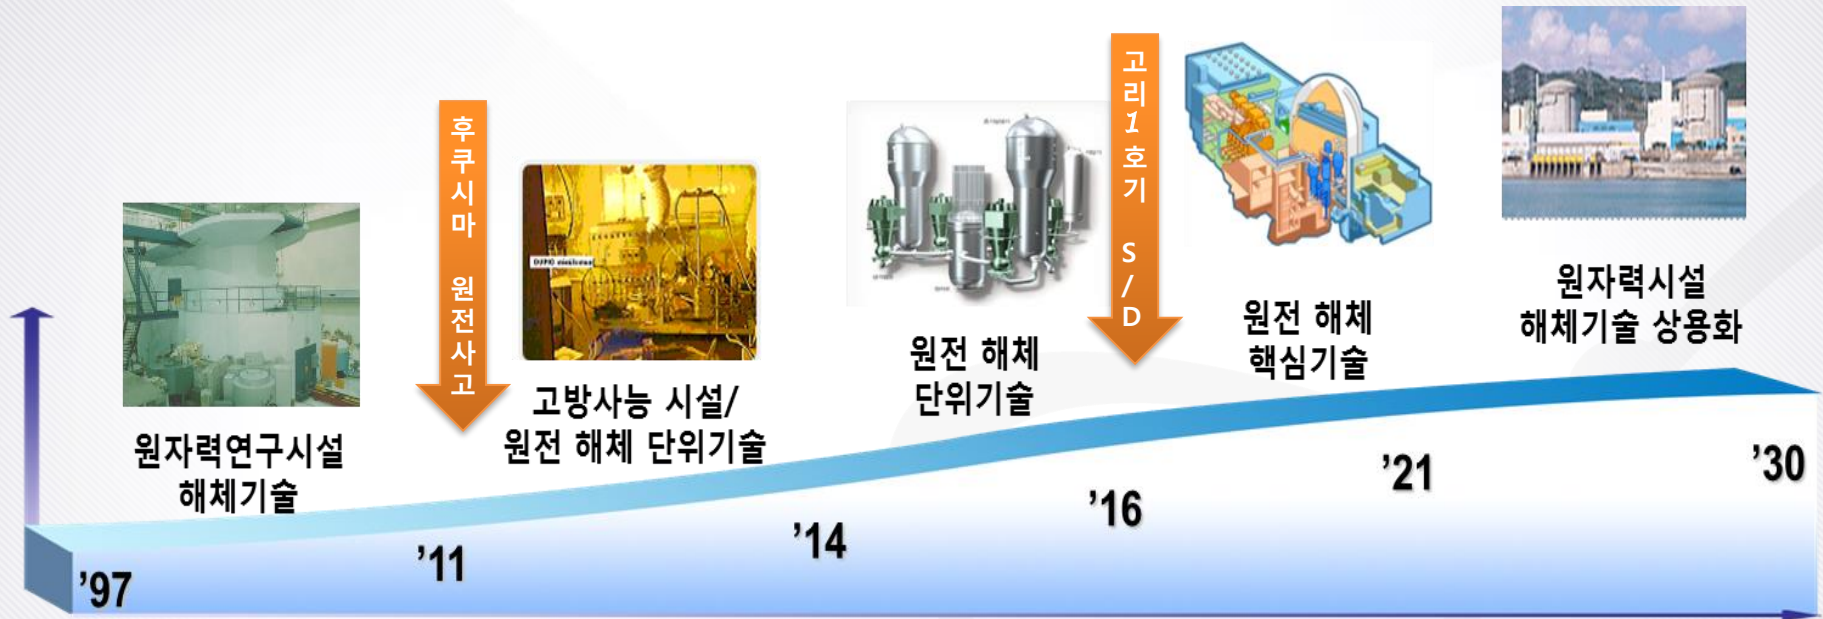 후쿠시마 원전사고
고리1호기 S/D
원자력연구시설
해체기술
고방사능 시설/
원전 해체 단위기술
원전 해체
단위기술
원전 해체
핵심기술
원자력시설
해체기술 상용화
’97
’11
’14
’16
’21
’30